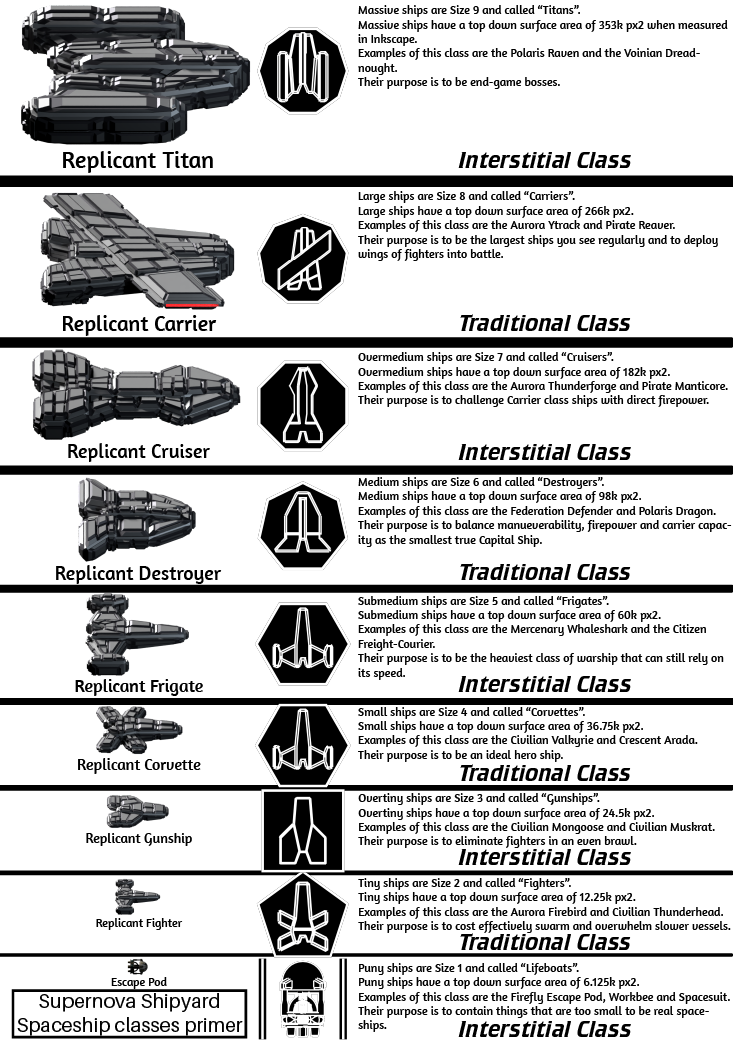 Massive ships are Size 9 and called “Titans”.
Massive ships have a top down surface area of 353k px2 when measured
in Inkscape.
Examples of this class are the Polaris Raven and the Voinian Dread-
nought.
Their purpose is to be end-game bosses.
Replicant Titan
Interstitial Class
Large ships are Size 8 and called “Carriers”.
Large ships have a top down surface area of 266k px2.
Examples of this class are the Aurora Ytrack and Pirate Reaver.
Their purpose is to be the largest ships you see regularly and to deploy
wings of fighters into battle.
Replicant Carrier
Traditional Class
Overmedium ships are Size 7 and called “Cruisers”.
Overmedium ships have a top down surface area of 182k px2.
Examples of this class are the Aurora Thunderforge and Pirate Manticore.
Their purpose is to challenge Carrier class ships with direct firepower.
Replicant Cruiser
Interstitial Class
Medium ships are Size 6 and called “Destroyers”.
Medium ships have a top down surface area of 98k px2.
Examples of this class are the Federation Defender and Polaris Dragon.
Their purpose is to balance manueverability, firepower and carrier capac-
ity as the smallest true Capital Ship.
Replicant Destroyer
Traditional Class
Submedium ships are Size 5 and called “Frigates”.
Submedium ships have a top down surface area of 60k px2.
Examples of this class are the Mercenary Whaleshark and the Citizen
Freight-Courier.
Their purpose is to be the heaviest class of warship that can still rely on
its speed.
Replicant Frigate
Interstitial Class
Small ships are Size 4 and called “Corvettes”.
Small ships have a top down surface area of 36.75k px2.
Examples of this class are the Civilian Valkyrie and Crescent Arada.
Their purpose is to be an ideal hero ship.
Replicant Corvette
Traditional Class
Overtiny ships are Size 3 and called “Gunships”.
Overtiny ships have a top down surface area of 24.5k px2.
Examples of this class are the Civilian Mongoose and Civilian Muskrat.
Their purpose is to eliminate fighters in an even brawl.
Replicant Gunship
Interstitial Class
Tiny ships are Size 2 and called “Fighters”.
Tiny ships have a top down surface area of 12.25k px2.
Examples of this class are the Aurora Firebird and Civilian Thunderhead.
Their purpose is to cost effectively swarm and overwhelm slower vessels.
Replicant Fighter
Traditional Class
Puny ships are Size 1 and called “Lifeboats”.
Puny ships have a top down surface area of 6.125k px2.
Examples of this class are the Firefly Escape Pod, Workbee and Spacesuit.
Their purpose is to contain things that are too small to be real space-
ships.
Escape Pod
Interstitial Class
Supernova Shipyard
Spaceship classes primer